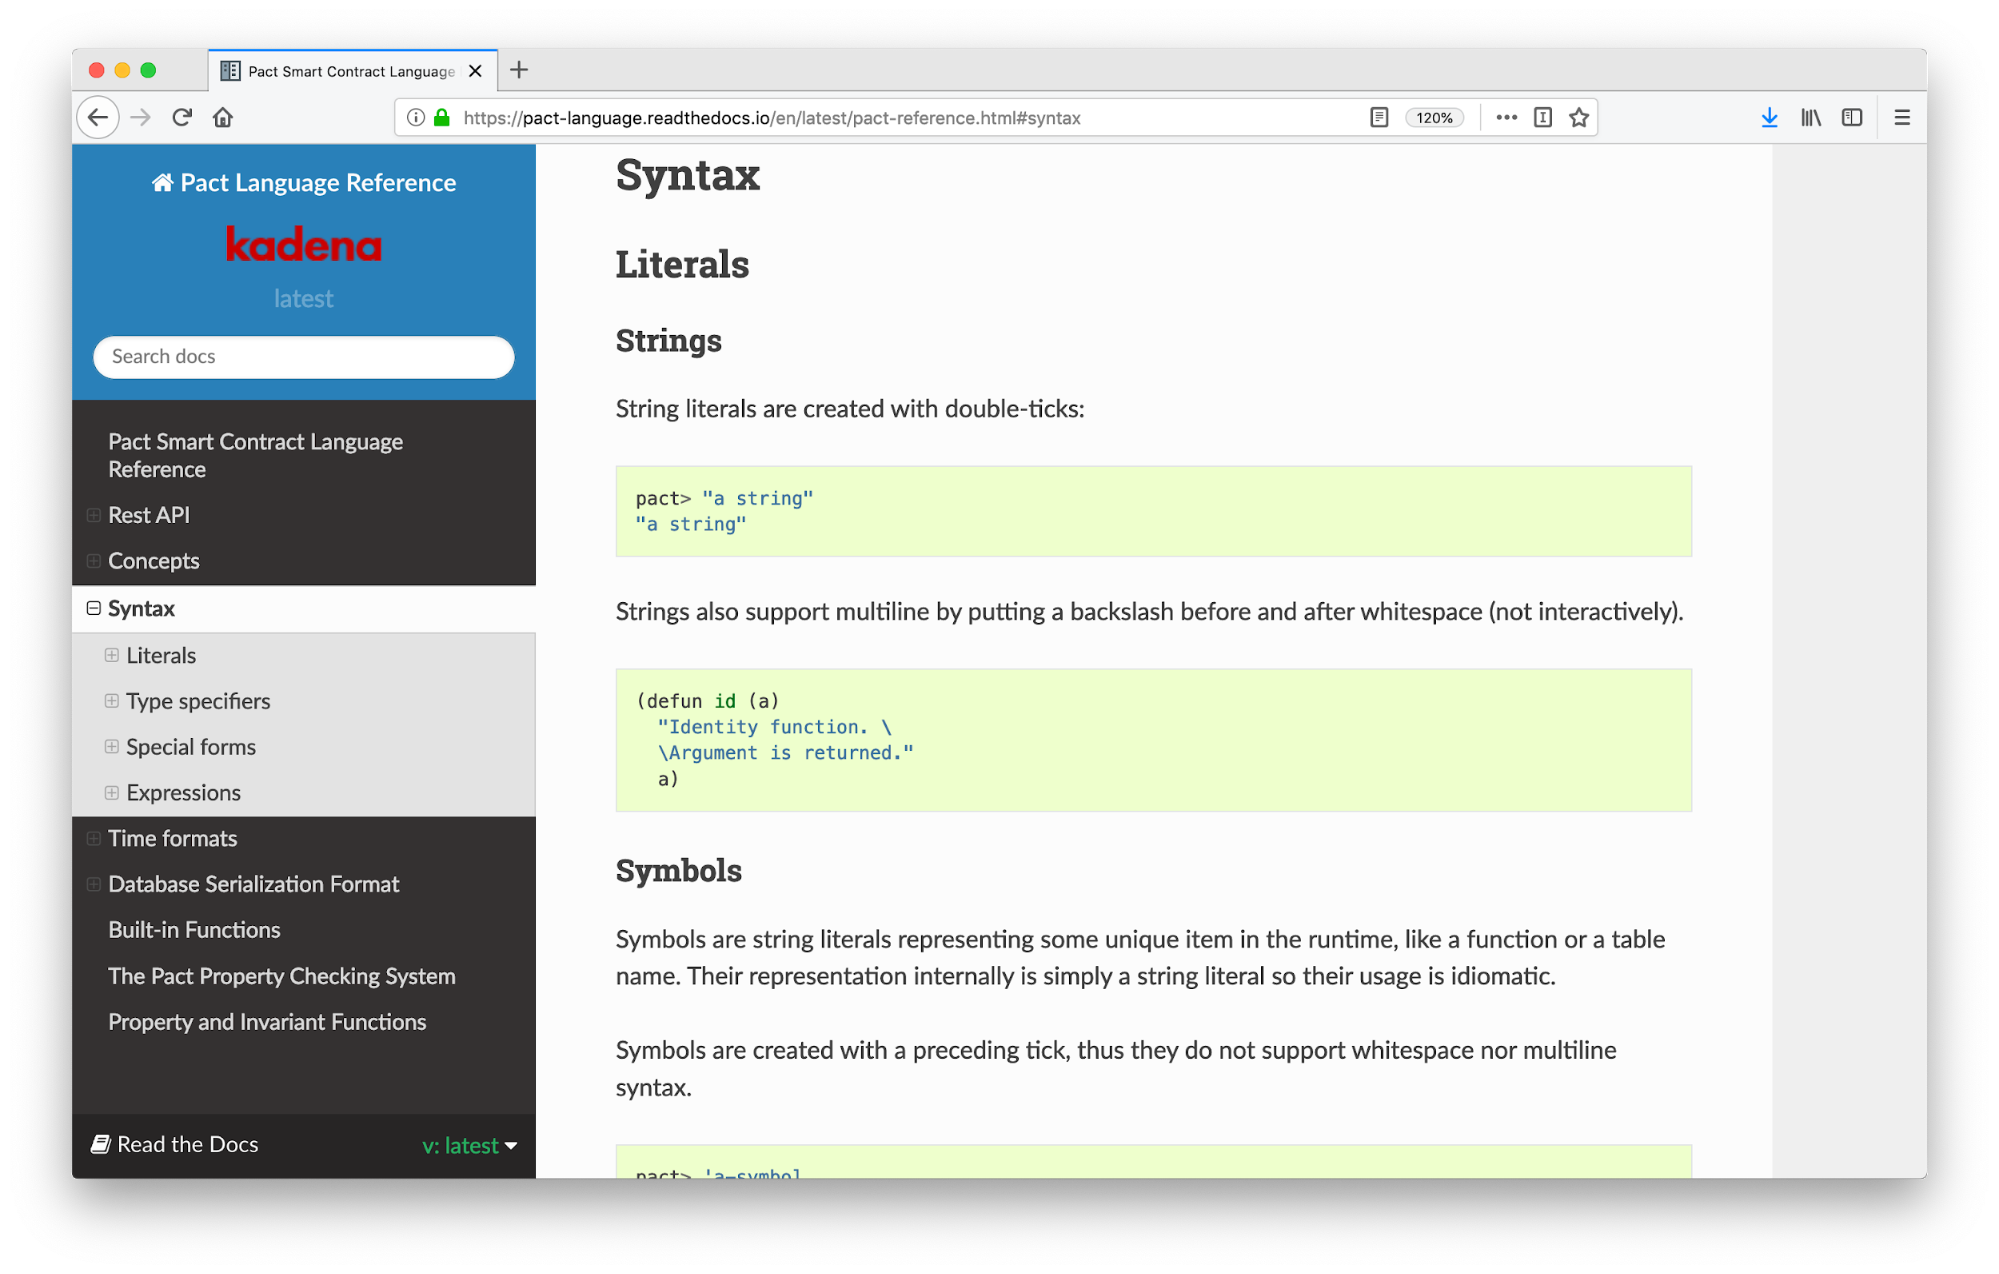 Pact Smart Contract Language
https://pact-language.readthedocs.io/en/latest/pact-reference.html#syntax
120%
Pact Language Reference
kadena
latest
Search docs
Pact Smart Contract Language
Reference
Rest API
Concepts
Syntax
Literals
Type specifiers
Special forms
Expressions
Time formats
Database Serialization Format
Built-in Functions
The Pact Property Checking System
Property and Invariant Functions
Read the Docs
v: latest
Syntax
Literals
Strings
String literals are created with double-ticks:
pact> "a string"
"a string"
Strings also support multiline by putting a backslash before and after whitespace (not interactively).
(defun id (a)
  "Identity function. \
  \Argument is returned."
  a)
Symbols
Symbols are string literals representing some unique item in the runtime, like a function or a table
name. Their representation internally is simply a string literal so their usage is idiomatic.
Symbols are created with a preceding tick, thus they do not support whitespace nor multiline
syntax.
pact> 'a-symbol